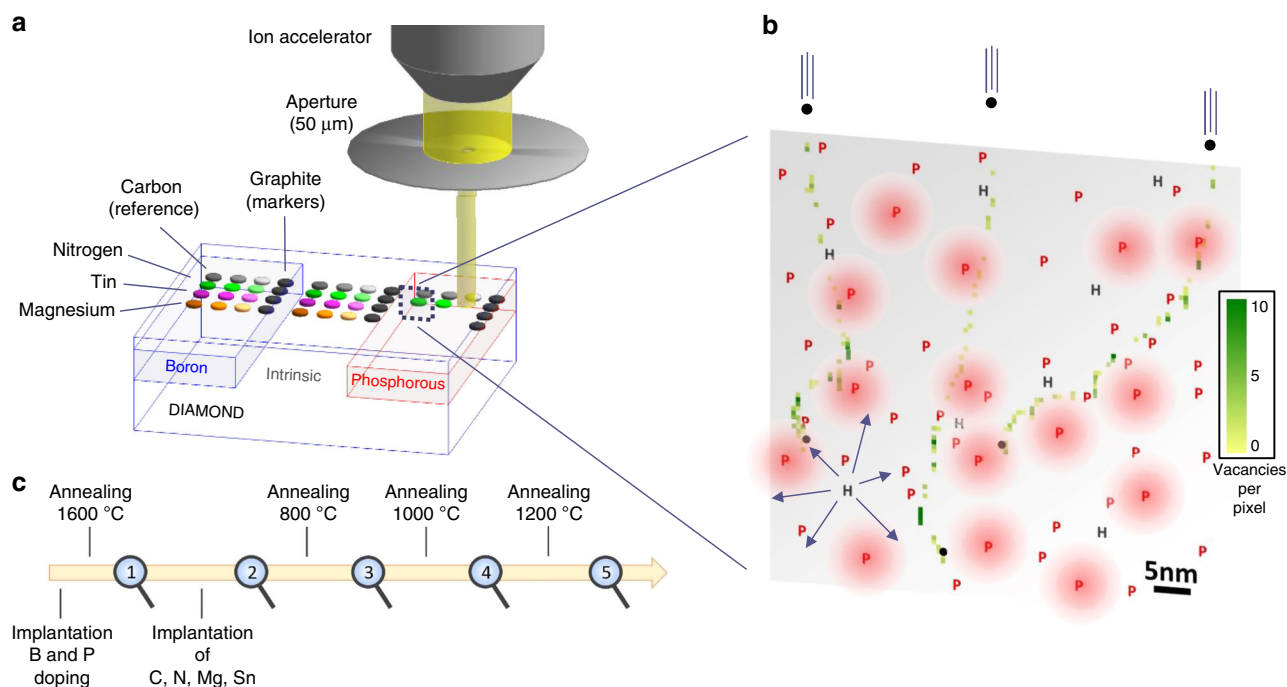 a
Ion accelerator
Aperture
(50 μm)
Carbon
(reference)
Graphite
(markers)
Nitrogen
Tin
Magnesium
Boron
Intrinsic
Phosphorous
DIAMOND
b
P
P
P
H
H
P
P
P
P
P
P
P
H
P
P
P
P
H
P
P
P
P
P
P
P
P
H
P
P
P
P
P
H
P
P
P
P
P
P
P
P
H
P
P
P
P
P
H
P
P
P
P
P
P
P
P
5nm
10
5
0
Vacancies
per
pixel
c
Annealing
1600 °C
Annealing
800 °C
Annealing
1000 °C
Annealing
1200 °C
1
2
3
4
5
Implantation
B and P
doping
Implantation
of
C, N, Mg, Sn